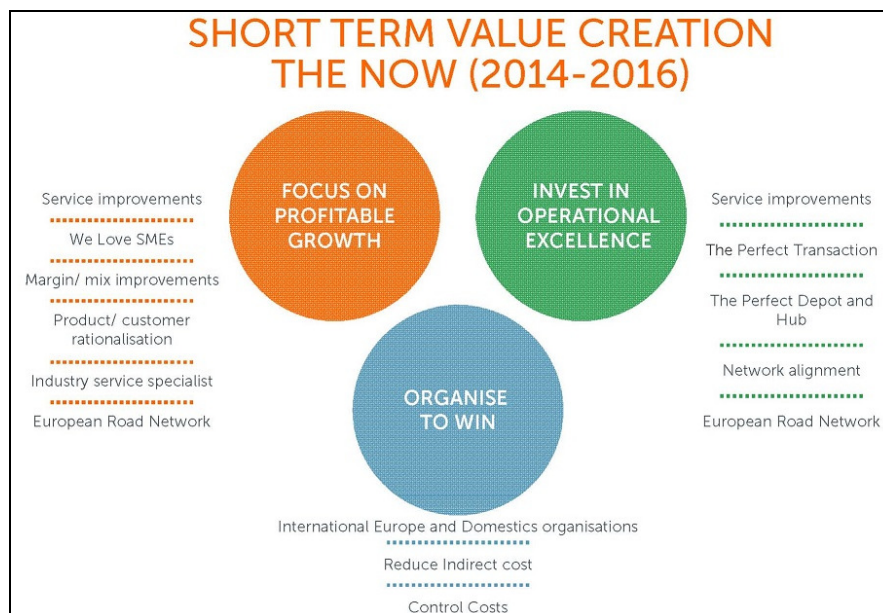 SHORT TERM VALUE CREATION
THE NOW (2014-2016)
FOCUS ON
PROFITABLE
GROWTH
INVEST IN
OPERATIONAL
EXCELLENCE
ORGANISE
TO WIN
Service improvements
We Love SMEs
Margin/ mix improvements
Product/ customer
rationalisation
Industry service specialist
European Road Network
Service improvements
The Perfect Transaction
The Perfect Depot and
Hub
Network alignment
European Road Network
International Europe and Domestics organisations
Reduce Indirect cost
Control Costs